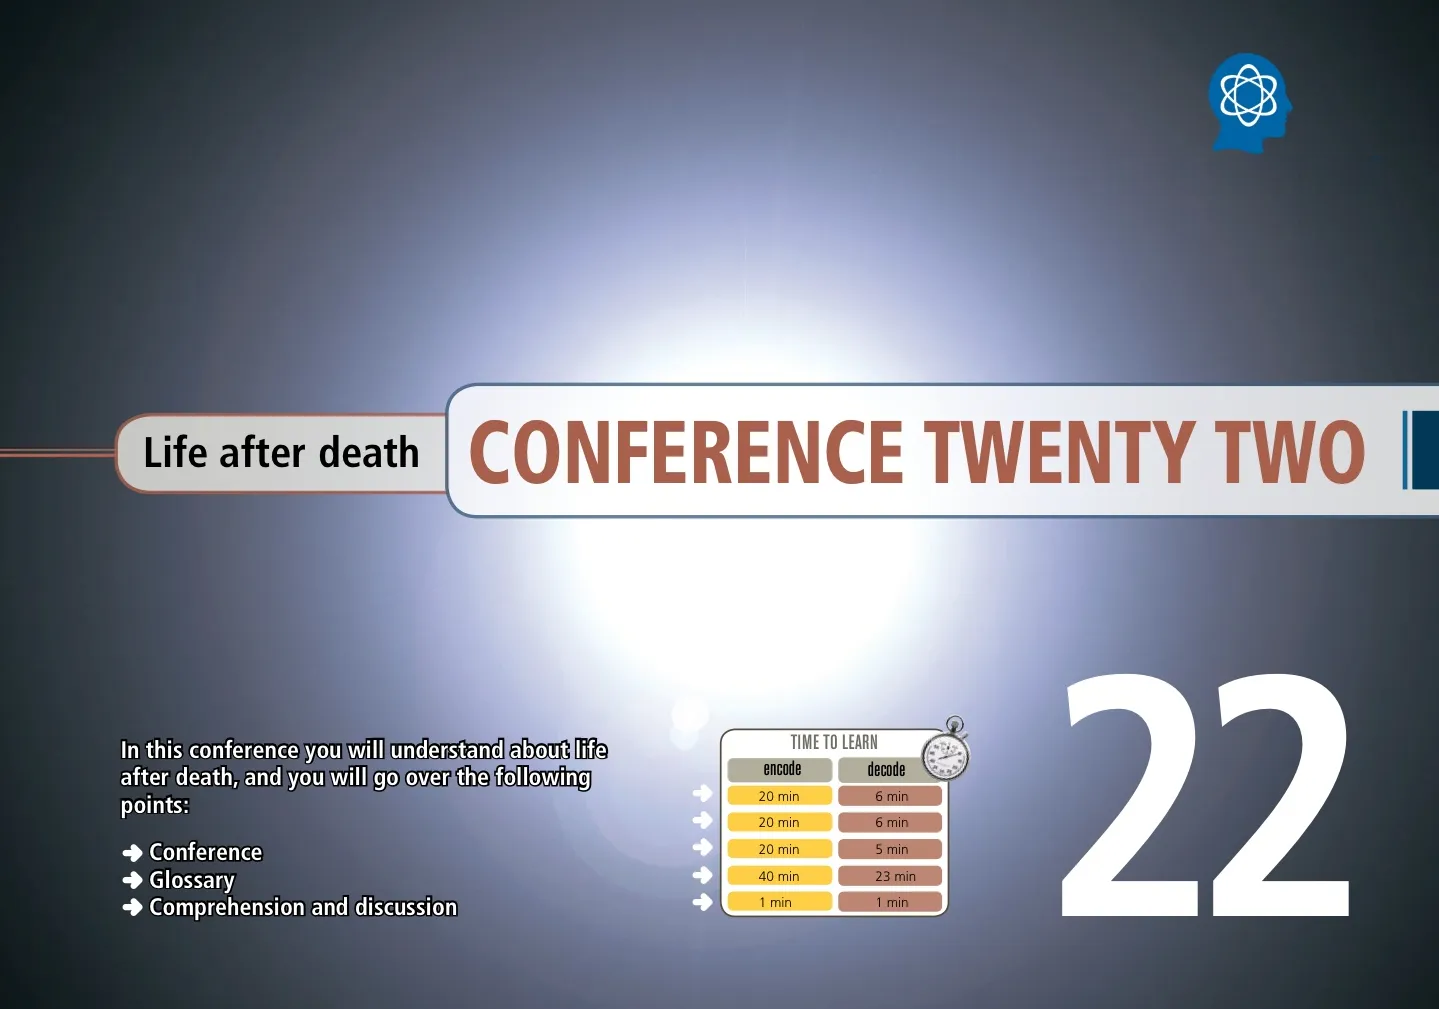 Life after death
CONFERENCE TWENTY TWO
In this conference you will understand about life
after death, and you will go over the following
points:
Conference
Glossary
Comprehension and discussion
TIME TO LEARN
encode decode
20 min 6 min
20 min 6 min
20 min 5 min
40 min 23 min
1 min 1 min
22